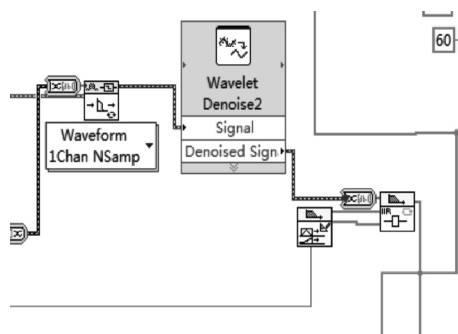 60
Wavelet
Denoise2
Signal
Waveform
1Chan NSamp
Denoised Sign
IIR